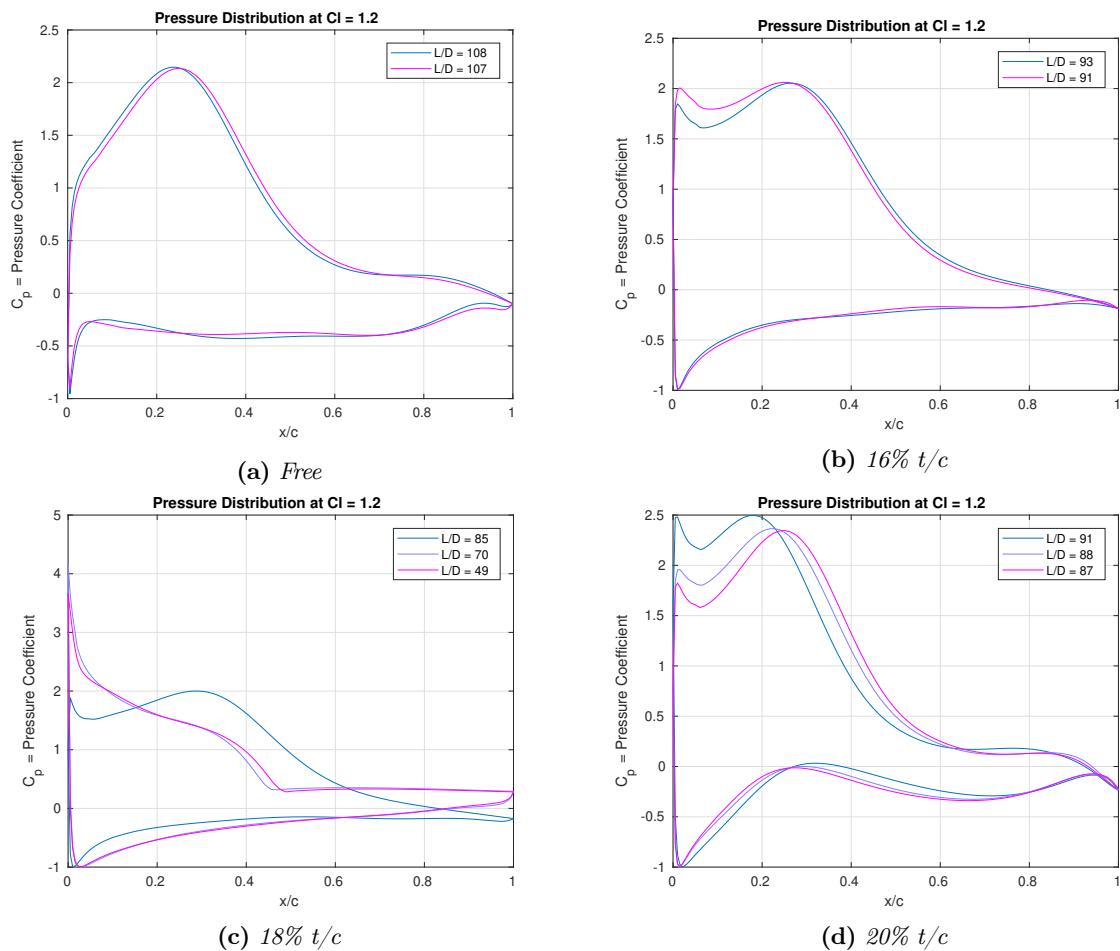 Pressure Distribution at Cl = 1.2
2.5
2
1.5
1
0.5
0
-0.5
-1
C_p = Pressure Coefficient
L/D = 108
L/D = 107
0 0.2 0.4 0.6 0.8 1
x/c
(a) Free
Pressure Distribution at Cl = 1.2
2.5
2
1.5
1
0.5
0
-0.5
-1
C_p = Pressure Coefficient
L/D = 93
L/D = 91
0 0.2 0.4 0.6 0.8 1
x/c
(b) 16% t/c
Pressure Distribution at Cl = 1.2
5
4
3
2
1
0
-1
C_p = Pressure Coefficient
L/D = 85
L/D = 70
L/D = 49
0 0.2 0.4 0.6 0.8 1
x/c
(c) 18% t/c
Pressure Distribution at Cl = 1.2
2.5
2
1.5
1
0.5
0
-0.5
-1
C_p = Pressure Coefficient
L/D = 91
L/D = 88
L/D = 87
0 0.2 0.4 0.6 0.8 1
x/c
(d) 20% t/c